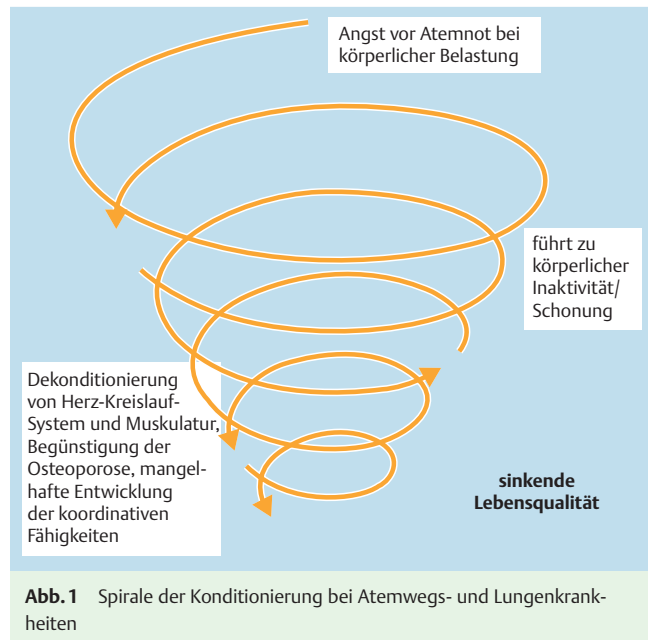 Angst vor Atemnot bei
körperlicher Belastung
führt zu
körperlicher
Inaktivität/
Schonung
Dekonditionierung
von Herz-Kreislauf-
System und Muskulatur,
Begünstigung der
Osteoporose, mangel-
hafte Entwicklung
der koordinativen
Fähigkeiten
sinkende
Lebensqualität
Abb. 1 Spirale der Konditionierung bei Atemwegs- und Lungenkrank-
heiten